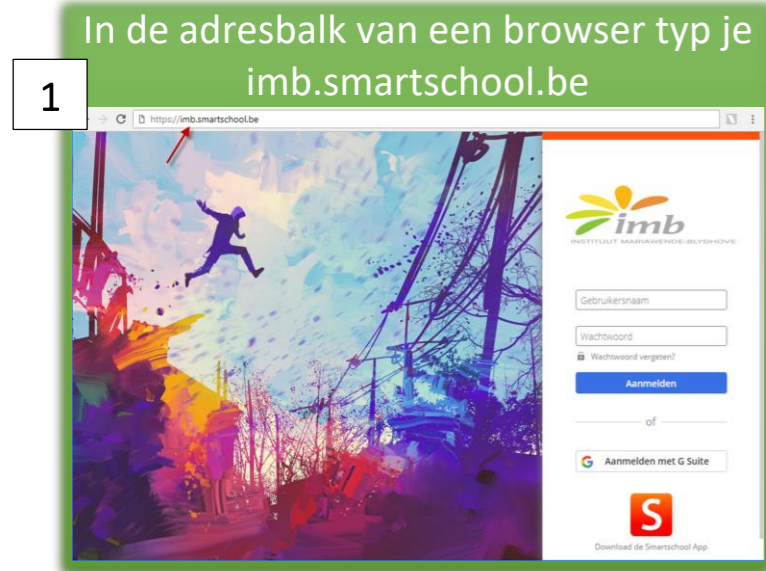 In de adresbalk van een browser typ je
imb.smartschool.be
1
https://imb.smartschool.be
imb
INSTITUUT MARIAWENDE-BLYDHOVE
Gebruikersnaam
Wachtwoord
Wachtwoord vergeten?
Aanmelden
of
G Aanmelden met G Suite
S
Download de Smartschool App